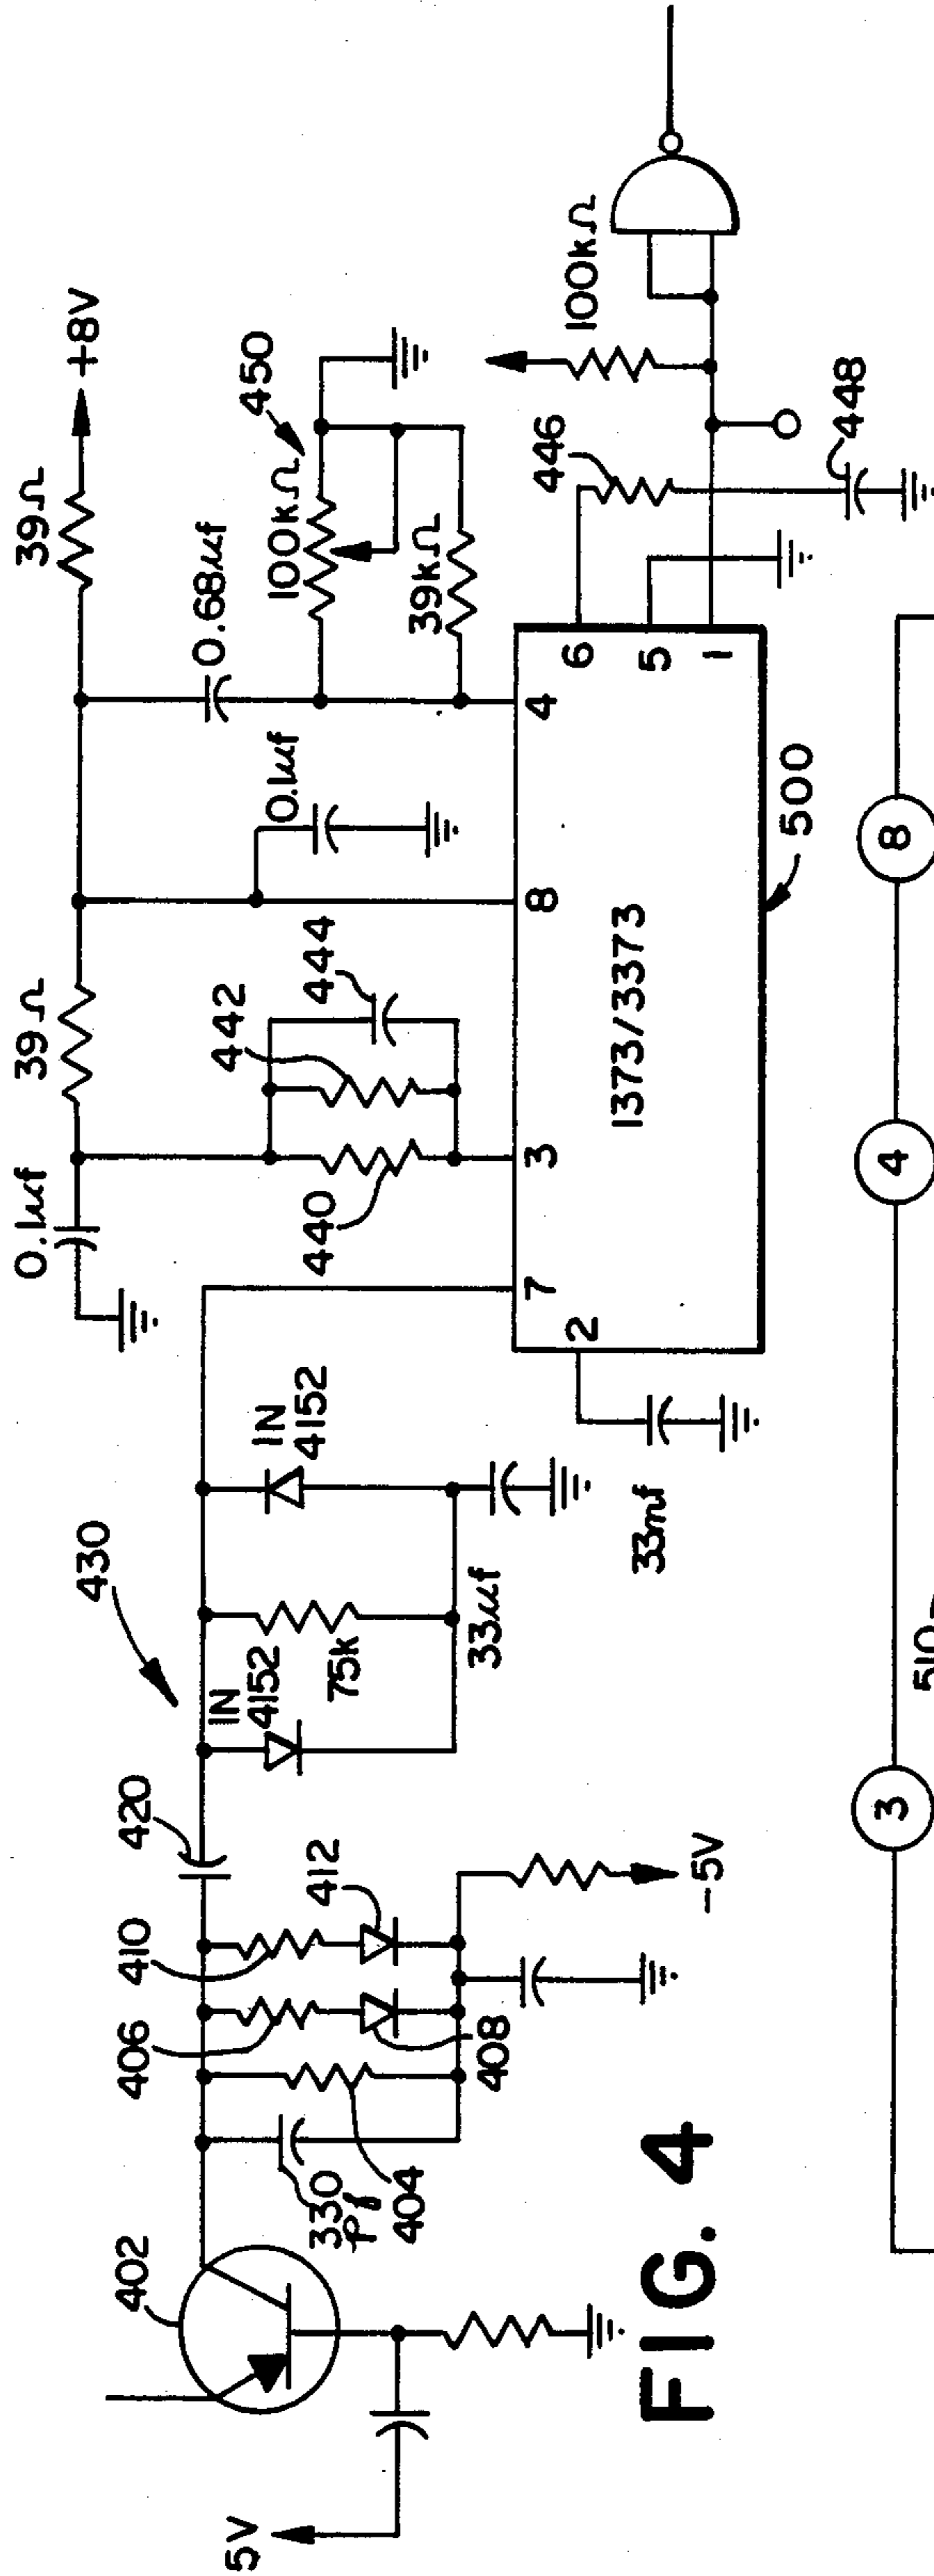 0.1µf
39Ω
39Ω
+8V
0.68µf
0.1µf
450
100kΩ
39kΩ
440
442
444
430
420
402
410
406
412
408
404
330
Pf
5V
-5V
IN
4152
75k
IN
4152
33µf
33mf
7
3
8
4
2
6
5
1
1373/3373
500
446
448
100kΩ
FIG. 4
3
4
8
510